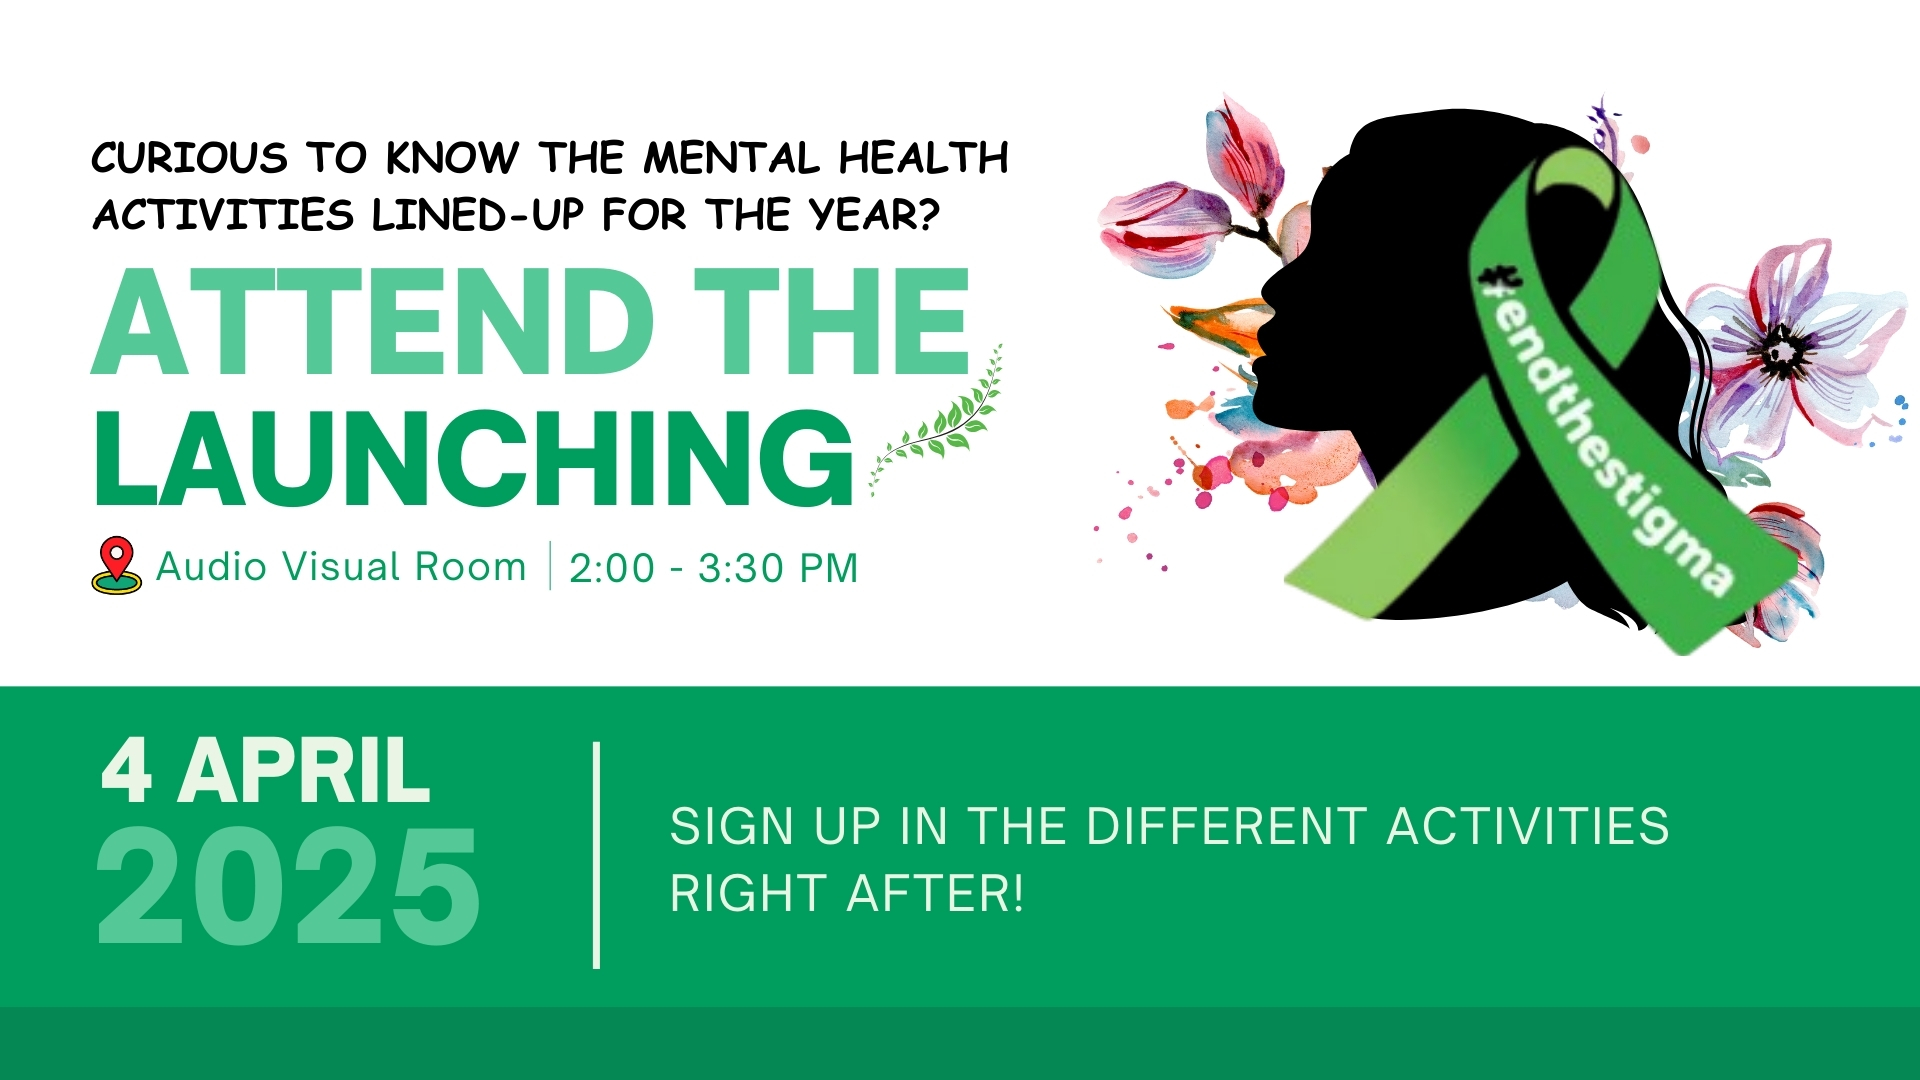 CURIOUS TO KNOW THE MENTAL HEALTH
ACTIVITIES LINED-UP FOR THE YEAR?
ATTEND THE
LAUNCHING
Audio Visual Room
2:00 - 3:30 PM
#endthestigma
4 APRIL
2025
SIGN UP IN THE DIFFERENT ACTIVITIES
RIGHT AFTER!